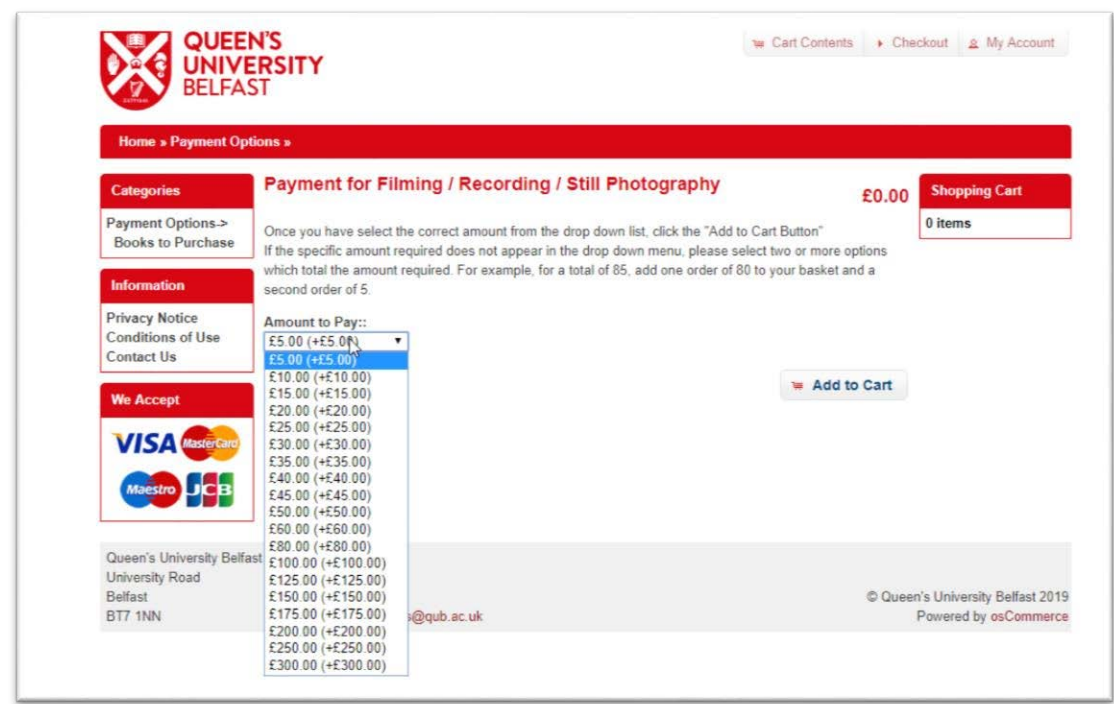 QUEEN'S
UNIVERSITY
BELFAST
Cart Contents
Checkout
My Account
Home » Payment Options »
Categories
Payment Options->
Books to Purchase
Information
Privacy Notice
Conditions of Use
Contact Us
We Accept
VISA MasterCard
Maestro JCB
Payment for Filming / Recording / Still Photography
£0.00
Once you have select the correct amount from the drop down list, click the "Add to Cart Button"
If the specific amount required does not appear in the drop down menu, please select two or more options
which total the amount required. For example, for a total of 85, add one order of 80 to your basket and a
second order of 5.
Amount to Pay::
£5.00 (+£5.00)
£5.00 (+£5.00)
£10.00 (+£10.00)
£15.00 (+£15.00)
£20.00 (+£20.00)
£25.00 (+£25.00)
£30.00 (+£30.00)
£35.00 (+£35.00)
£40.00 (+£40.00)
£45.00 (+£45.00)
£50.00 (+£50.00)
£60.00 (+£60.00)
£80.00 (+£80.00)
£100.00 (+£100.00)
£125.00 (+£125.00)
£150.00 (+£150.00)
£175.00 (+£175.00)
£200.00 (+£200.00)
£250.00 (+£250.00)
£300.00 (+£300.00)
Add to Cart
Shopping Cart
0 items
Queen's University Belfast
University Road
Belfast
BT7 1NN
@qub.ac.uk
© Queen's University Belfast 2019
Powered by osCommerce